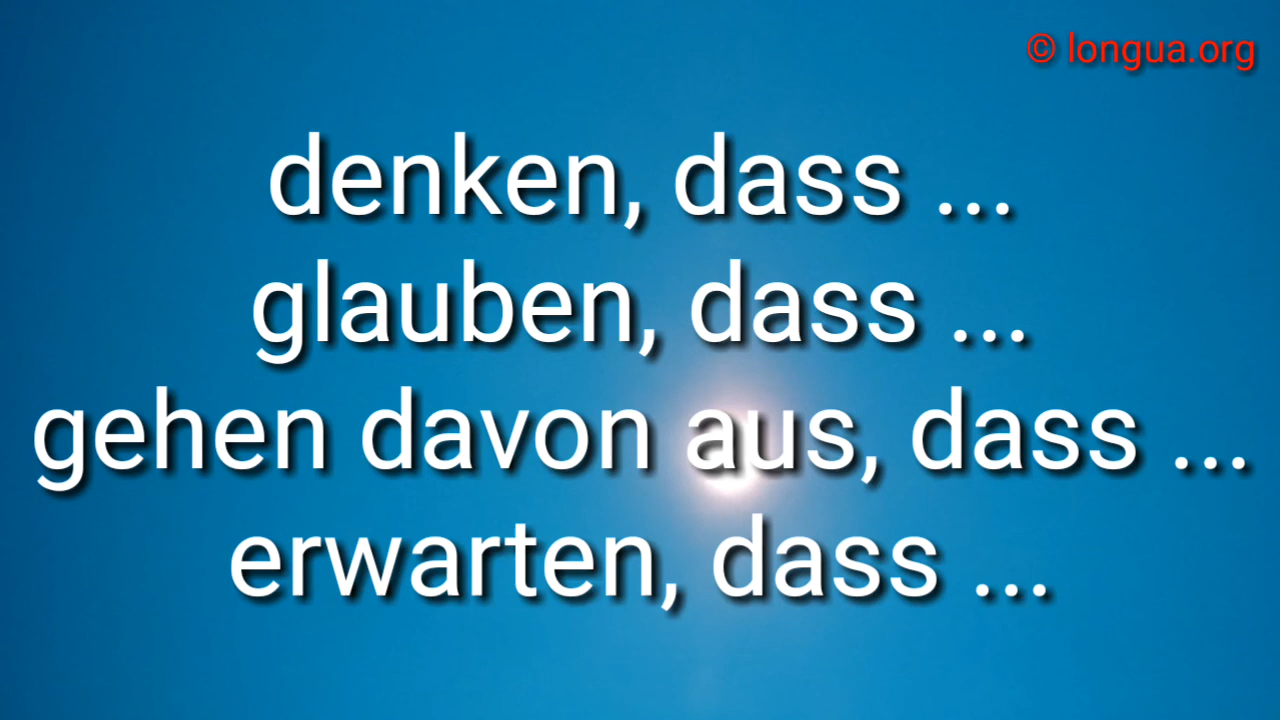 © longua.org
denken, dass ...
glauben, dass ...
gehen davon aus, dass ...
erwarten, dass ...